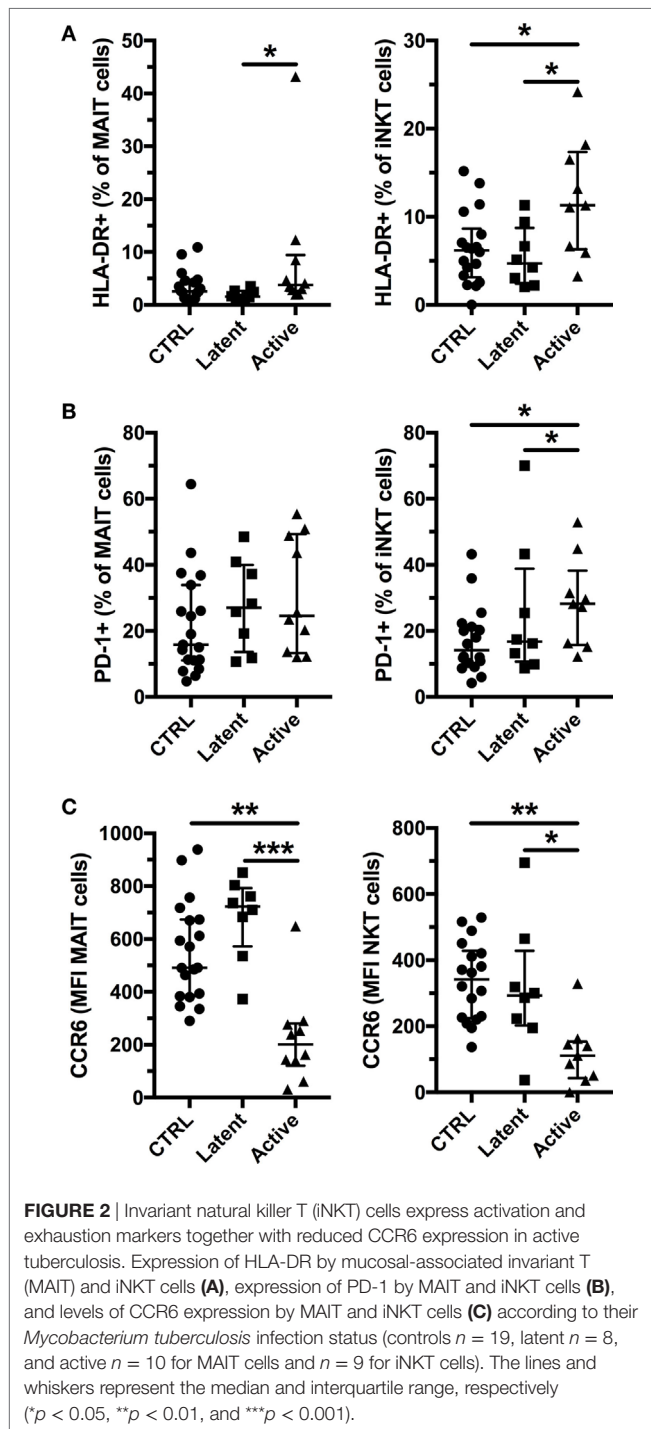 A
HLA-DR+ (% of MAIT cells)
50
40
30
20
10
0
*
CTRL
Latent
Active
HLA-DR+ (% of iNKT cells)
30
20
10
0
*
*
CTRL
Latent
Active
B
PD-1+ (% of MAIT cells)
80
60
40
20
0
CTRL
Latent
Active
PD-1+ (% of iNKT cells)
80
60
40
20
0
*
*
CTRL
Latent
Active
C
CCR6 (MFI MAIT cells)
1000
800
600
400
200
0
**
***
CTRL
Latent
Active
CCR6 (MFI NKT cells)
800
600
400
200
0
**
*
CTRL
Latent
Active
FIGURE 2 | Invariant natural killer T (iNKT) cells express activation and
exhaustion markers together with reduced CCR6 expression in active
tuberculosis. Expression of HLA-DR by mucosal-associated invariant T
(MAIT) and iNKT cells (A), expression of PD-1 by MAIT and iNKT cells (B),
and levels of CCR6 expression by MAIT and iNKT cells (C) according to their
Mycobacterium tuberculosis infection status (controls n = 19, latent n = 8,
and active n = 10 for MAIT cells and n = 9 for iNKT cells). The lines and
whiskers represent the median and interquartile range, respectively
(*p < 0.05, **p < 0.01, and ***p < 0.001).